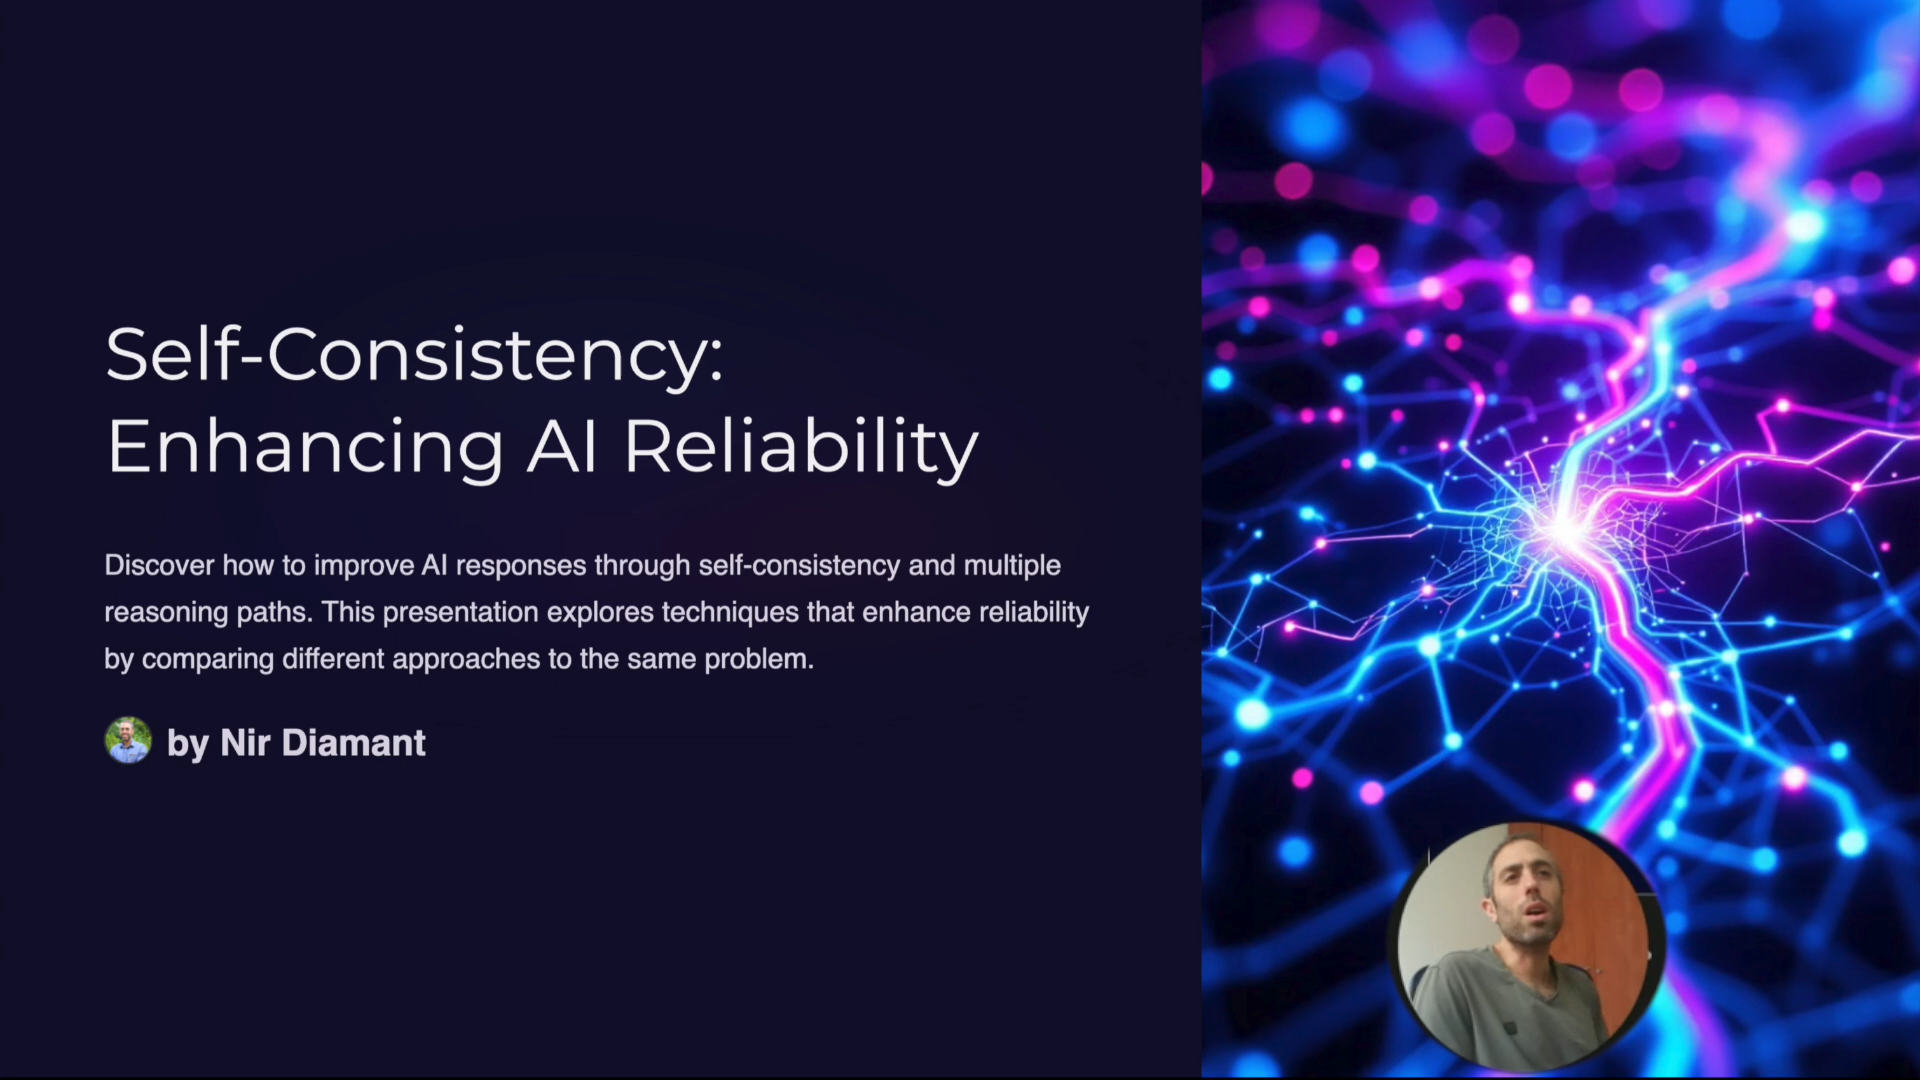 Self-Consistency:
Enhancing AI Reliability
Discover how to improve AI responses through self-consistency and multiple
reasoning paths. This presentation explores techniques that enhance reliability
by comparing different approaches to the same problem.
by Nir Diamant